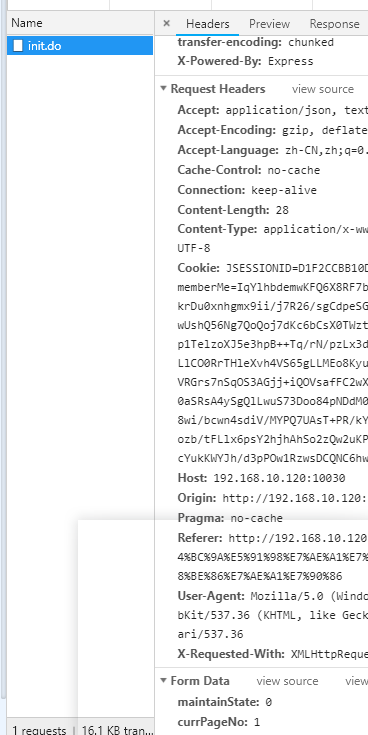 Name
× Headers Preview Response
init.do
transfer-encoding: chunked
X-Powered-By: Express
Request Headers view source
Accept: application/json, text
Accept-Encoding: gzip, deflate
Accept-Language: zh-CN,zh;q=0.
Cache-Control: no-cache
Connection: keep-alive
Content-Length: 28
Content-Type: application/x-ww
UTF-8
Cookie: JSESSIONID=D1F2CCBB10D
memberMe=IqYlhbdemwKFQ6X8RF7b
krDu0xnhgmx9ii/j7R26/sgCdpeSG
wUshQ56Ng7QoQoj7dKc6bCsX0TWzt
p1TelzoXJ5e3hpB++Tq/rN/pzLx3d
LlCO0RrTHleXvh4VS65gLLMEo8Kyu
VRGrs7nSqOS3AGjj+iQOVsafFC2wX
0aSRsA4ySgQlLwuS73Doo84pNDdM0
8wi/bcwn4sdiV/MYPQ7UAsT+PR/kY
ozb/tFLlx6psY2hjhAhSo2zQw2uKP
cYukKWYJh/d3pPOw1RzwsDCQNC6hw
Host: 192.168.10.120:10030
Origin: http://192.168.10.120:
Pragma: no-cache
Referer: http://192.168.10.120
4%BC%9A%E5%91%98%E7%AE%A1%E7%
8%BE%86%E7%AE%A1%E7%90%86
User-Agent: Mozilla/5.0 (Windo
bKit/537.36 (KHTML, like Geck
ari/537.36
X-Requested-With: XMLHttpReque
Form Data view source view
maintainState: 0
currPageNo: 1
1 requests | 16.1 KB tran...